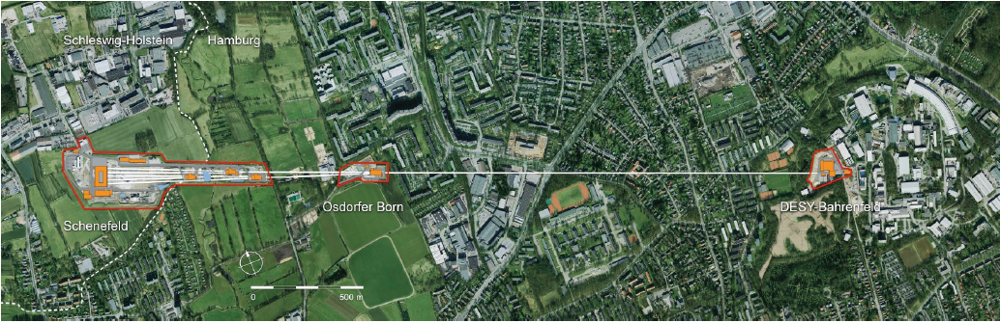 Schleswig-Holstein Hamburg
Osdorfer Born
DESY-Bahrenfeld
Schenefeld
0 500 m